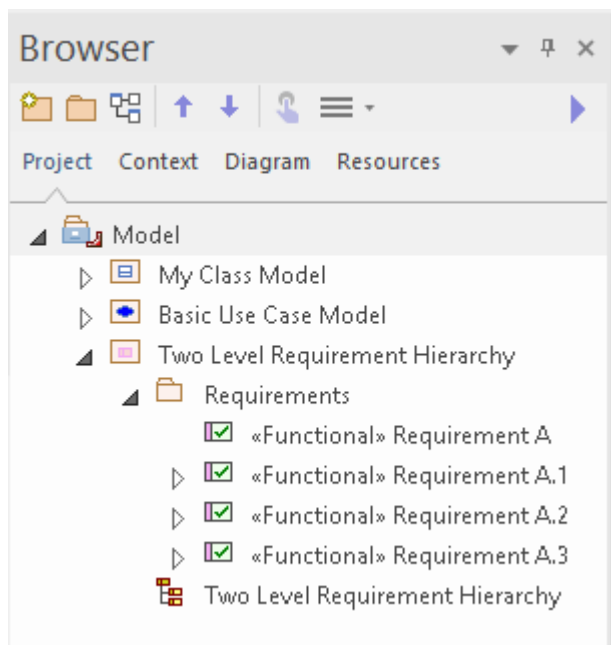 Browser
Project Context Diagram Resources
Model
My Class Model
Basic Use Case Model
Two Level Requirement Hierarchy
Requirements
«Functional» Requirement A
«Functional» Requirement A.1
«Functional» Requirement A.2
«Functional» Requirement A.3
Two Level Requirement Hierarchy